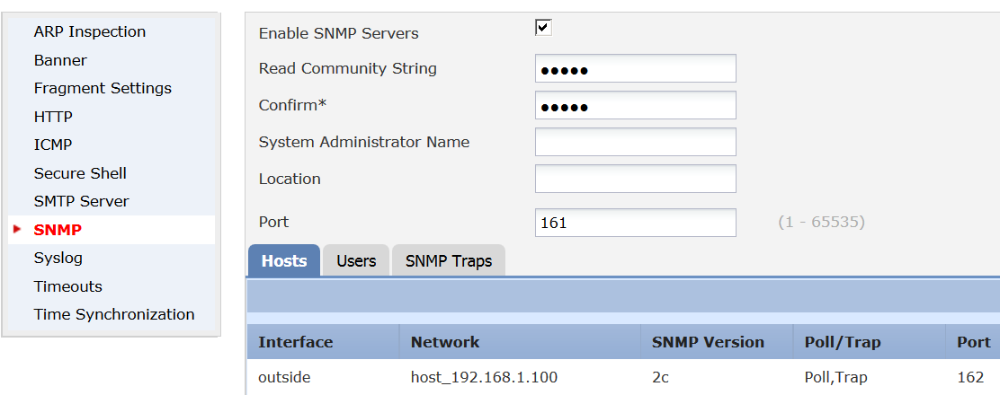 ARP Inspection
Banner
Fragment Settings
HTTP
ICMP
Secure Shell
SMTP Server
SNMP
Syslog
Timeouts
Time Synchronization
Enable SNMP Servers
Read Community String ●●●●●
Confirm* ●●●●●
System Administrator Name
Location
Port 161 (1 - 65535)
Hosts Users SNMP Traps
Interface Network SNMP Version Poll/Trap Port
outside host_192.168.1.100 2c Poll,Trap 162